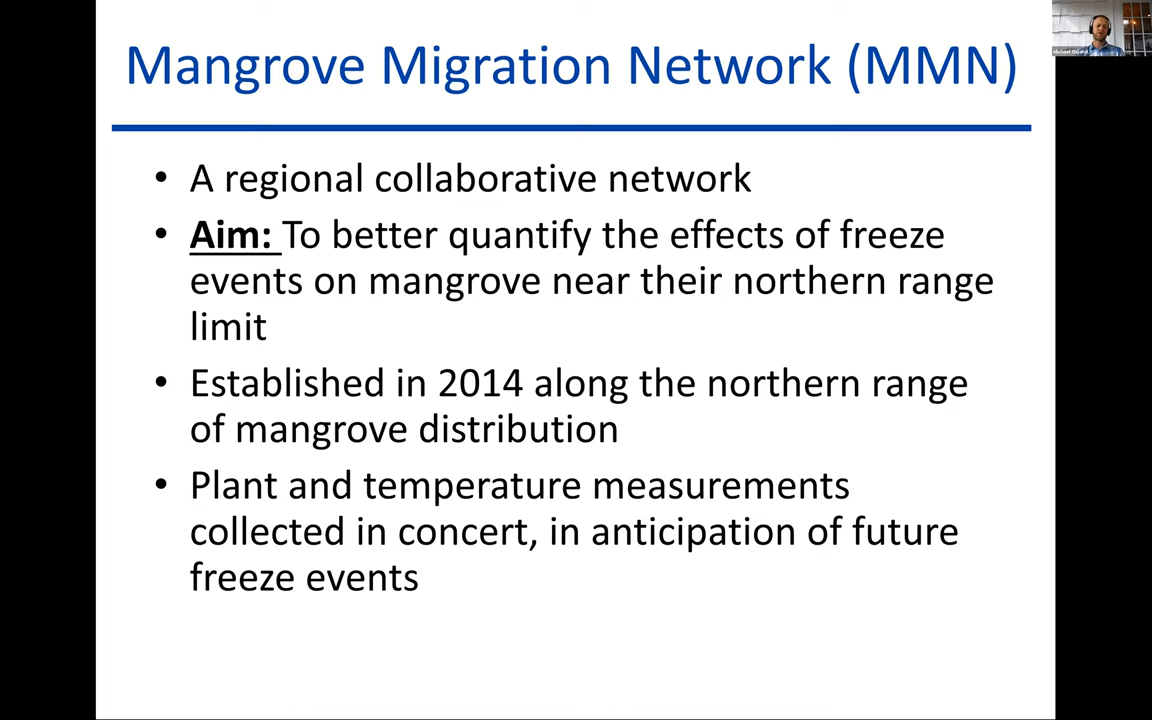 Mangrove Migration Network (MMN)
• A regional collaborative network
• Aim: To better quantify the effects of freeze
events on mangrove near their northern range
limit
• Established in 2014 along the northern range
of mangrove distribution
• Plant and temperature measurements
collected in concert, in anticipation of future
freeze events
Michael Osland